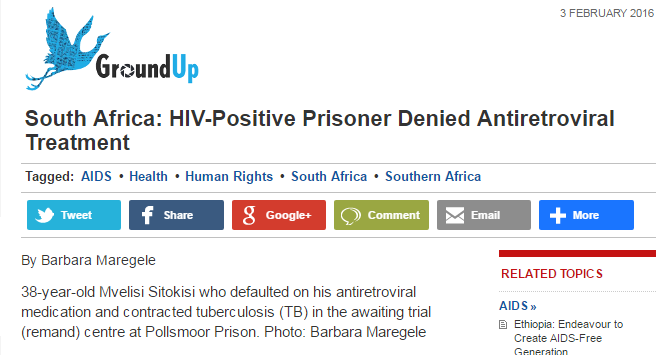 3 FEBRUARY 2016
GroundUp
South Africa: HIV-Positive Prisoner Denied Antiretroviral
Treatment
Tagged: AIDS • Health • Human Rights • South Africa • Southern Africa
Tweet
Share
Google+
Comment
Email
More
By Barbara Maregele
38-year-old Mvelisi Sitokisi who defaulted on his antiretroviral
medication and contracted tuberculosis (TB) in the awaiting trial
(remand) centre at Pollsmoor Prison. Photo: Barbara Maregele
RELATED TOPICS
AIDS »
Ethiopia: Endeavour to
Create AIDS-Free
Generation